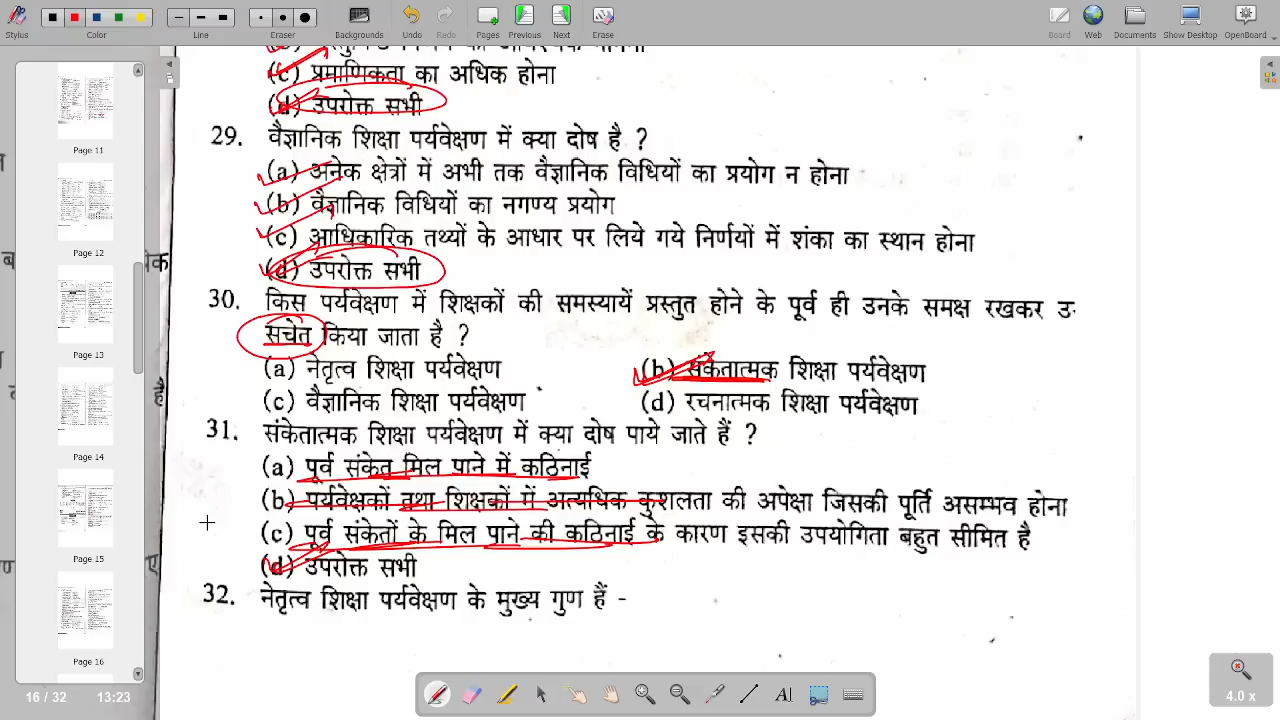 Stylus
Color
Line
Eraser
Backgrounds
Undo
Redo
Pages
Previous
Next
Erase
Board
Web
Documents
Show Desktop
OpenBoard
(c) प्रमाणिकता का अधिक होना
(d) उपरोक्त सभी
29. वैज्ञानिक शिक्षा पर्यवेक्षण में क्या दोष है ?
(a) अनेक क्षेत्रों में अभी तक वैज्ञानिक विधियों का प्रयोग न होना
(b) वैज्ञानिक विधियों का नगण्य प्रयोग
(c) आधिकारिक तथ्यों के आधार पर लिये गये निर्णयों में शंका का स्थान होना
(d) उपरोक्त सभी
30. किस पर्यवेक्षण में शिक्षकों की समस्यायें प्रस्तुत होने के पूर्व ही उनके समक्ष रखकर
सचेत किया जाता है ?
(a) नेतृत्व शिक्षा पर्यवेक्षण (b) संकेतात्मक शिक्षा पर्यवेक्षण
(c) वैज्ञानिक शिक्षा पर्यवेक्षण (d) रचनात्मक शिक्षा पर्यवेक्षण
31. संकेतात्मक शिक्षा पर्यवेक्षण में क्या दोष पाये जाते हैं ?
(a) पूर्व संकेत मिल पाने में कठिनाई
(b) पर्यवेक्षकों तथा शिक्षकों में अत्यधिक कुशलता की अपेक्षा जिसकी पूर्ति असम्भव होना
(c) पूर्व संकेतों के मिल पाने की कठिनाई के कारण इसकी उपयोगिता बहुत सीमित है
(d) उपरोक्त सभी
32. नेतृत्व शिक्षा पर्यवेक्षण के मुख्य गुण हैं -
Page 11
Page 12
Page 13
Page 14
Page 15
Page 16
16 / 32 13:23
4.0 x